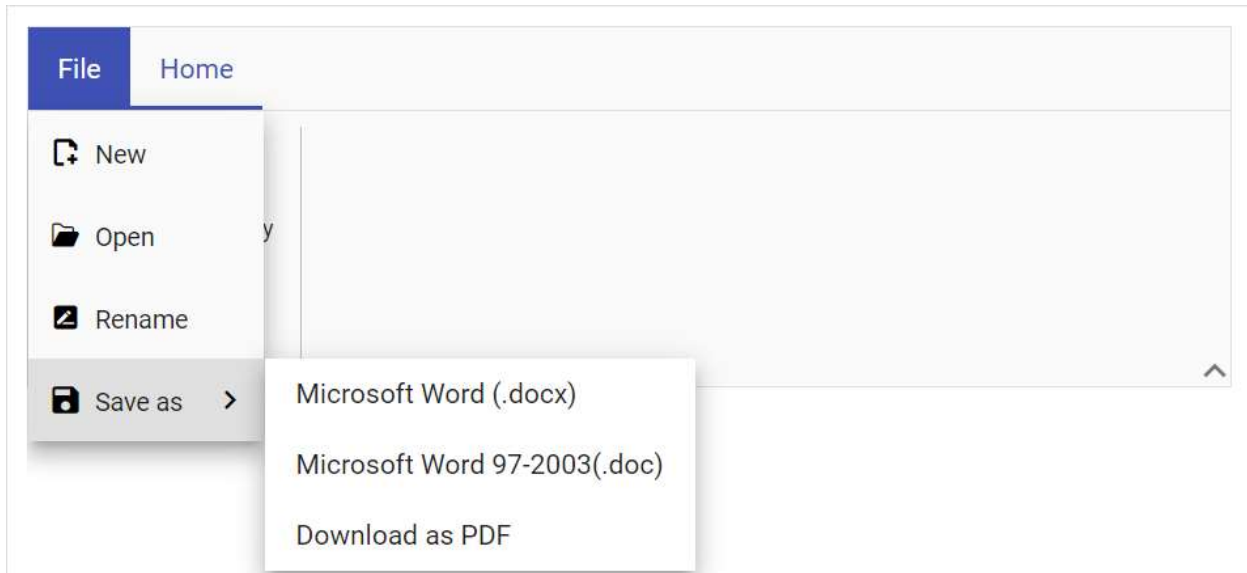 File Home
New
Open
y
Rename
Save as
Microsoft Word (.docx)
Microsoft Word 97-2003(.doc)
Download as PDF